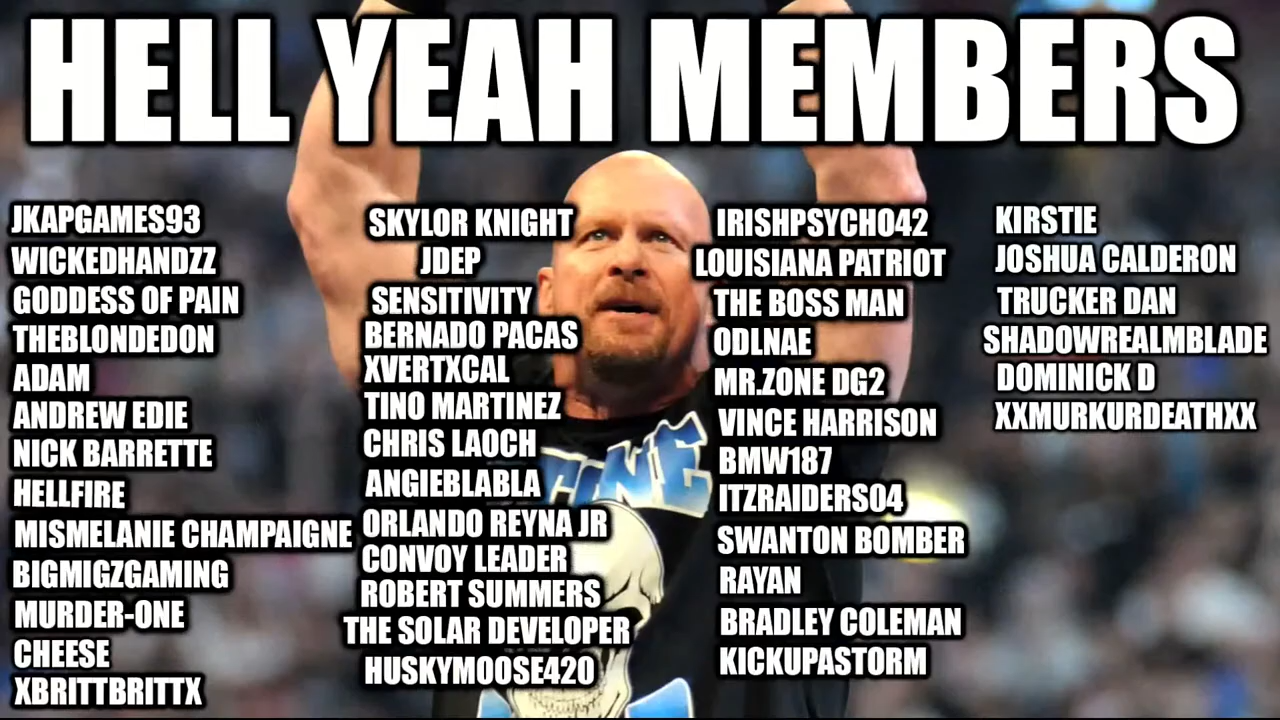 HELL YEAH MEMBERS
JKAPGAMES93
WICKEDHANDZZ
GODDESS OF PAIN
THEBLONDEDON
ADAM
ANDREW EDIE
NICK BARRETTE
HELLFIRE
MISMELANIE CHAMPAIGNE
BIGMIGZGAMING
MURDER-ONE
CHEESE
XBRITTBRITTX
SKYLOR KNIGHT
JDEP
SENSITIVITY
BERNADO PACAS
XVERTXCAL
TINO MARTINEZ
CHRIS LAOCH
ANGIEBLABLA
ORLANDO REYNA JR
CONVOY LEADER
ROBERT SUMMERS
THE SOLAR DEVELOPER
HUSKYMOOSE420
IRISHPSYCHO42
LOUISIANA PATRIOT
THE BOSS MAN
ODLNAE
MR.ZONE DG2
VINCE HARRISON
BMW187
ITZRAIDERS04
SWANTON BOMBER
RAYAN
BRADLEY COLEMAN
KICKUPASTORM
KIRSTIE
JOSHUA CALDERON
TRUCKER DAN
SHADOWREALMBLADE
DOMINICK D
XXMURKURDEATHXX